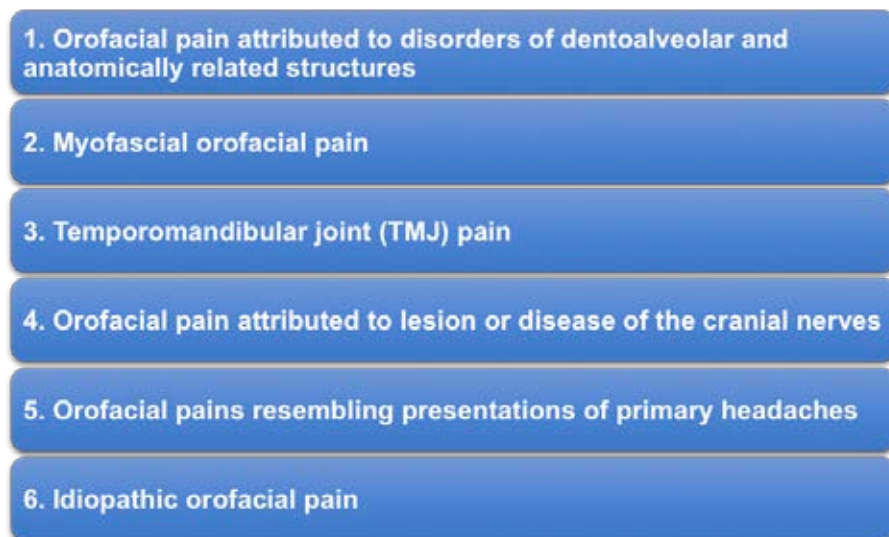 1. Orofacial pain attributed to disorders of dentoalveolar and
anatomically related structures
2. Myofascial orofacial pain
3. Temporomandibular joint (TMJ) pain
4. Orofacial pain attributed to lesion or disease of the cranial nerves
5. Orofacial pains resembling presentations of primary headaches
6. Idiopathic orofacial pain